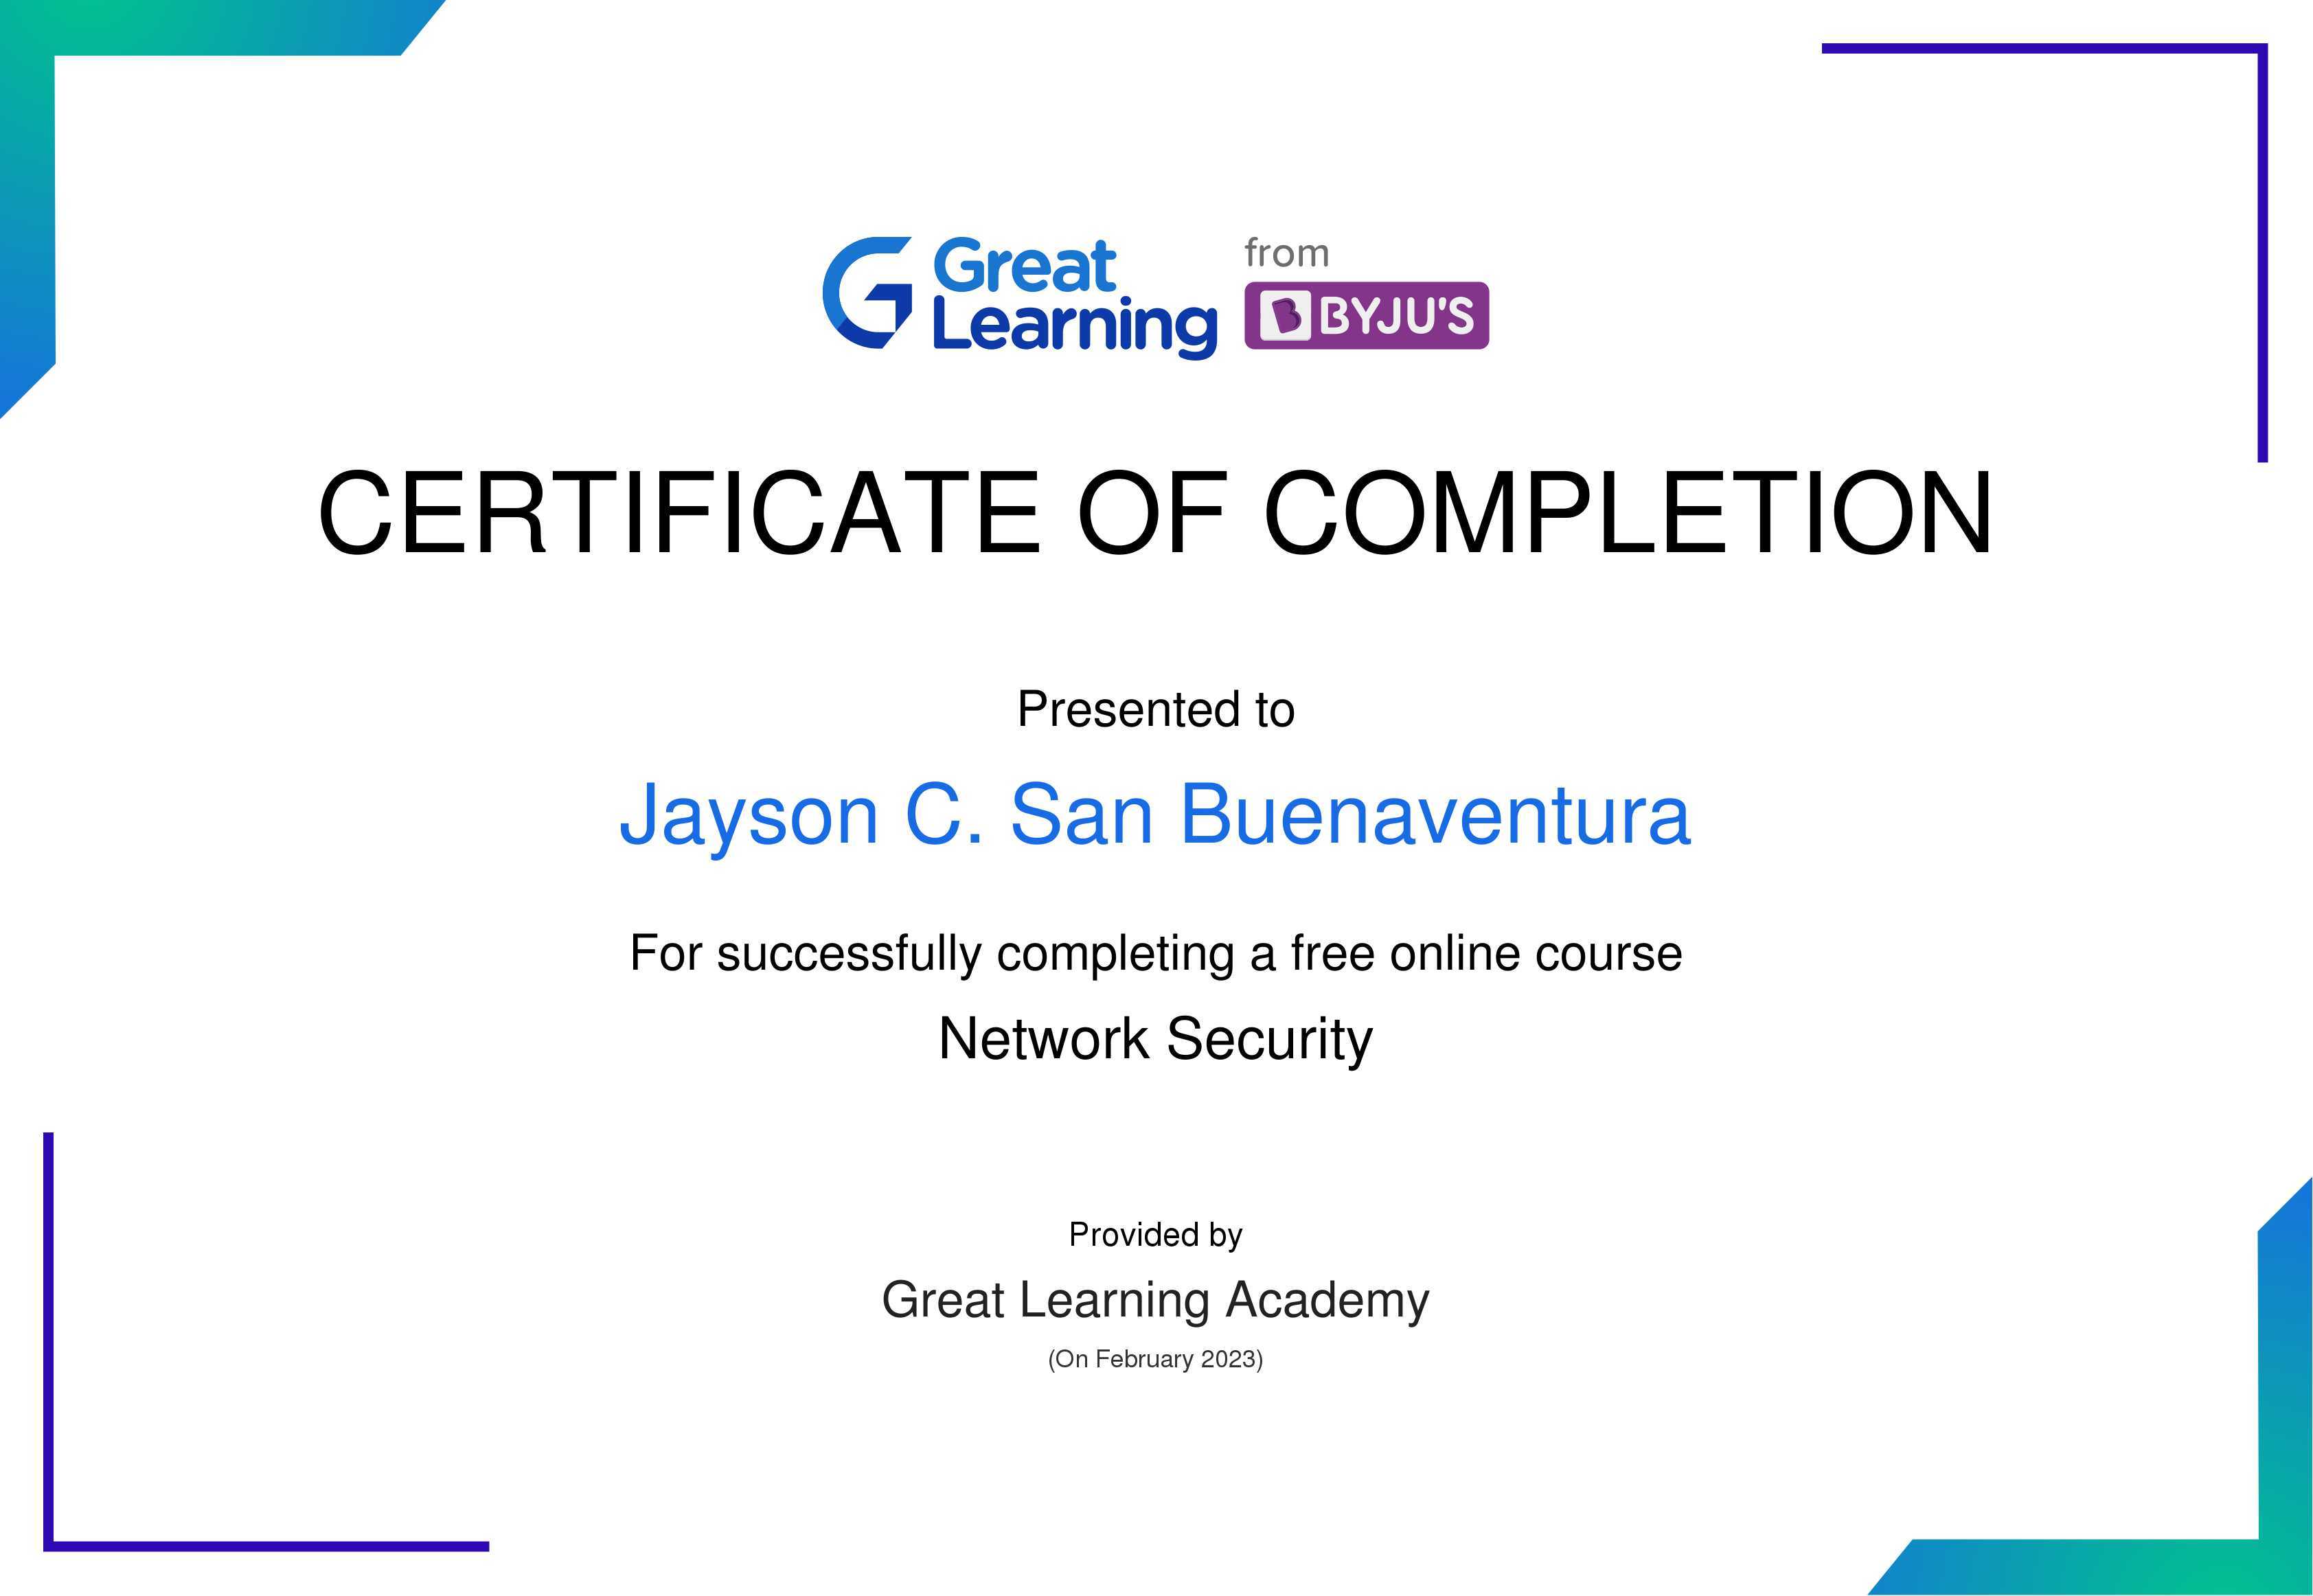 Great
Learning
from
BYJU'S
CERTIFICATE OF COMPLETION
Presented to
Jayson C. San Buenaventura
For successfully completing a free online course
Network Security
Provided by
Great Learning Academy
(On February 2023)